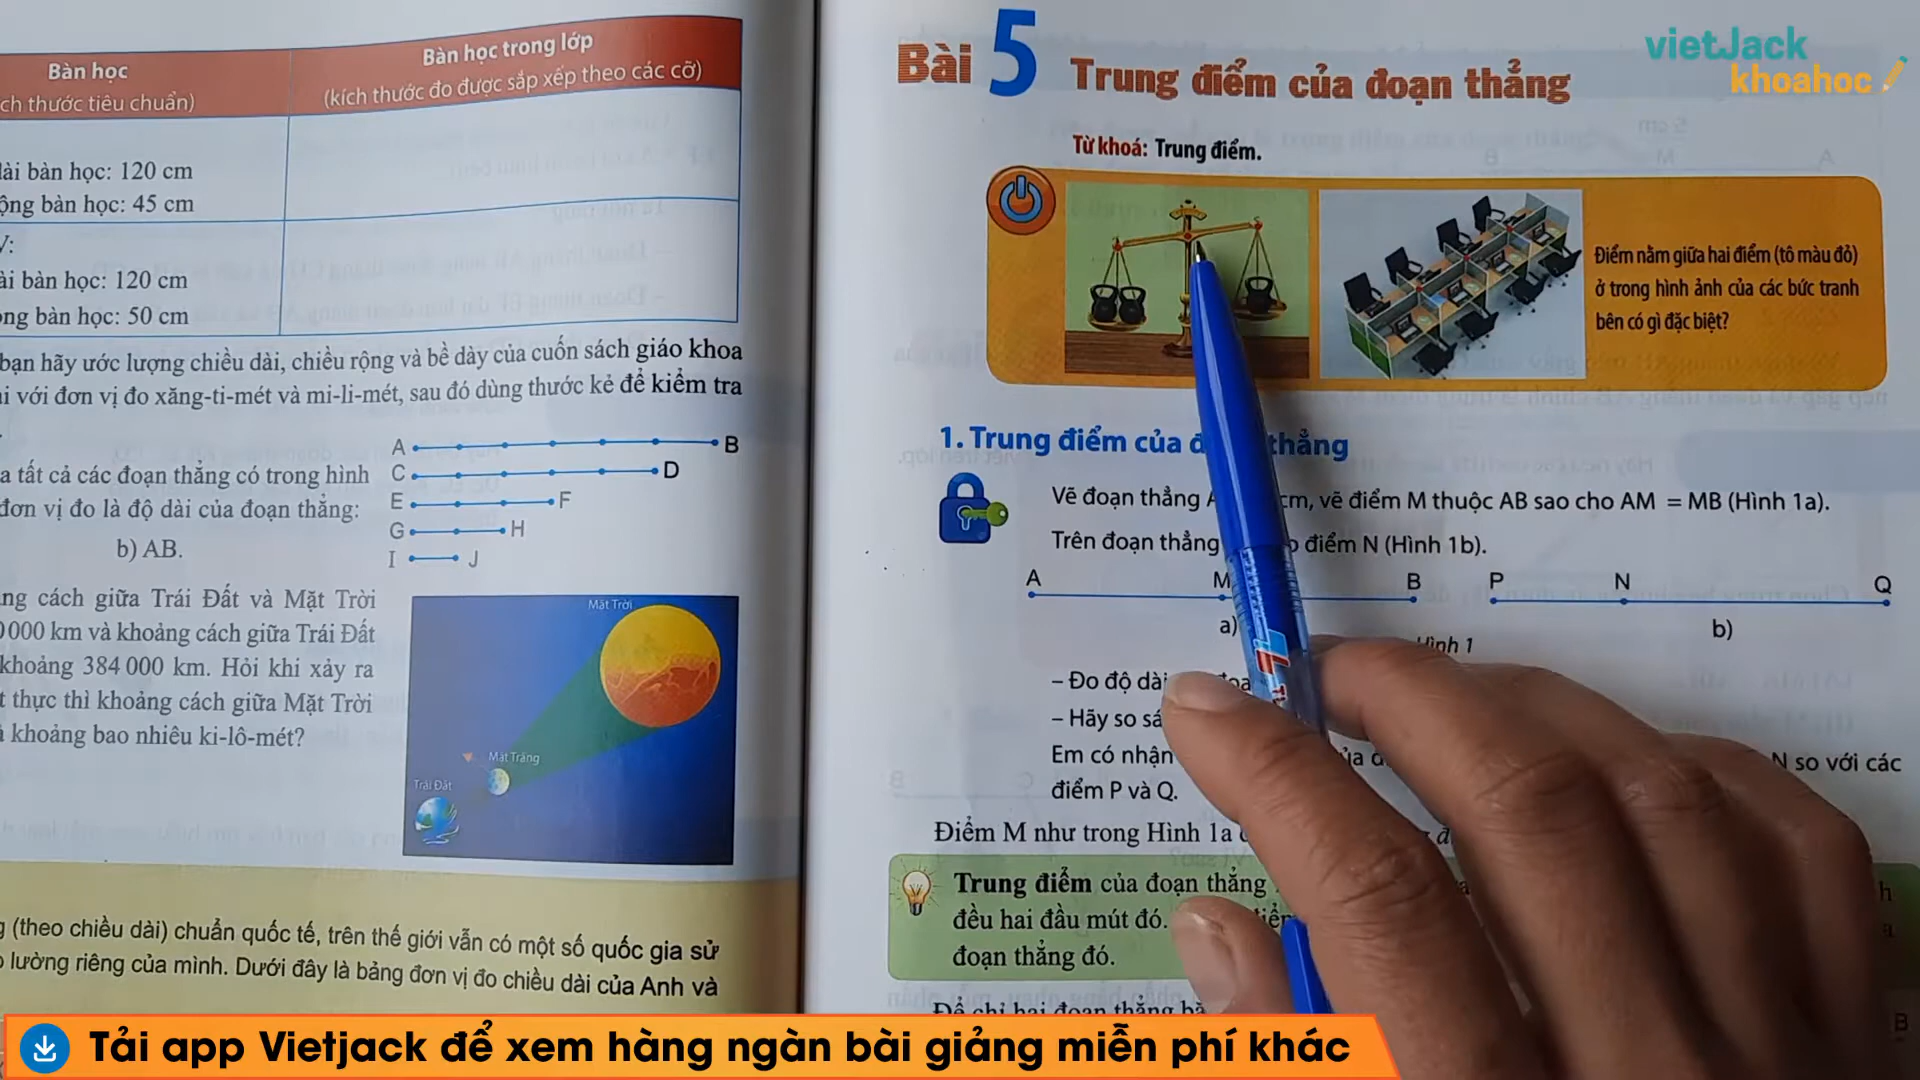 Bàn học
ch thước tiêu chuẩn)
Bàn học trong lớp
(kích thước đo được sắp xếp theo các cỡ)
dài bàn học: 120 cm
ộng bàn học: 45 cm
V:
ài bàn học: 120 cm
ộng bàn học: 50 cm
bạn hãy ước lượng chiều dài, chiều rộng và bề dày của cuốn sách giáo khoa
i với đơn vị đo xăng-ti-mét và mi-li-mét, sau đó dùng thước kẻ để kiểm tra
a tất cả các đoạn thẳng có trong hình
đơn vị đo là độ dài của đoạn thẳng:
b) AB.
A B
C D
E F
G H
I J
ng cách giữa Trái Đất và Mặt Trời
0 000 km và khoảng cách giữa Trái Đất
khoảng 384 000 km. Hỏi khi xảy ra
t thực thì khoảng cách giữa Mặt Trời
à khoảng bao nhiêu ki-lô-mét?
Mặt Trời
Mặt Trăng
Trái Đất
g (theo chiều dài) chuẩn quốc tế, trên thế giới vẫn có một số quốc gia sử
o lường riêng của mình. Dưới đây là bảng đơn vị đo chiều dài của Anh và
Bài 5 Trung điểm của đoạn thẳng
vietJack
khoahoc
Từ khoá: Trung điểm.
Điểm nằm giữa hai điểm (tô màu đỏ)
ở trong hình ảnh của các bức tranh
bên có gì đặc biệt?
1. Trung điểm của đ thẳng
Vẽ đoạn thẳng A cm, vẽ điểm M thuộc AB sao cho AM = MB (Hình 1a).
Trên đoạn thẳng điểm N (Hình 1b).
A M B P N Q
a) b)
Hình 1
– Đo độ dài đoạ
– Hãy so sá
Em có nhận của đ N so với các
điểm P và Q.
Điểm M như trong Hình 1a
Trung điểm của đoạn thẳng
đều hai đầu mút đó. điểm
đoạn thẳng đó.
Để chỉ hai đoạn thẳng bằ
Tải app Vietjack để xem hàng ngàn bài giảng miễn phí khác